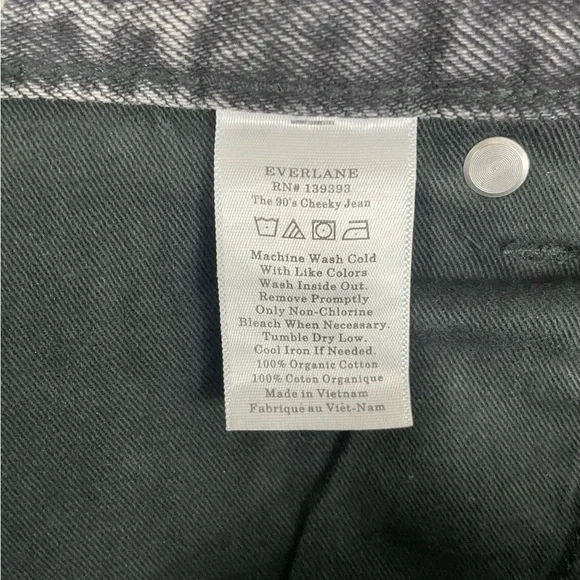 EVERLANE
RN# 139393
The 90's Cheeky Jean
Machine Wash Cold
With Like Colors
Wash Inside Out.
Remove Promptly
Only Non-Chlorine
Bleach When Necessary.
Tumble Dry Low.
Cool Iron If Needed.
100% Organic Cotton
100% Coton Organique
Made in Vietnam
Fabriqué au Viêt-Nam